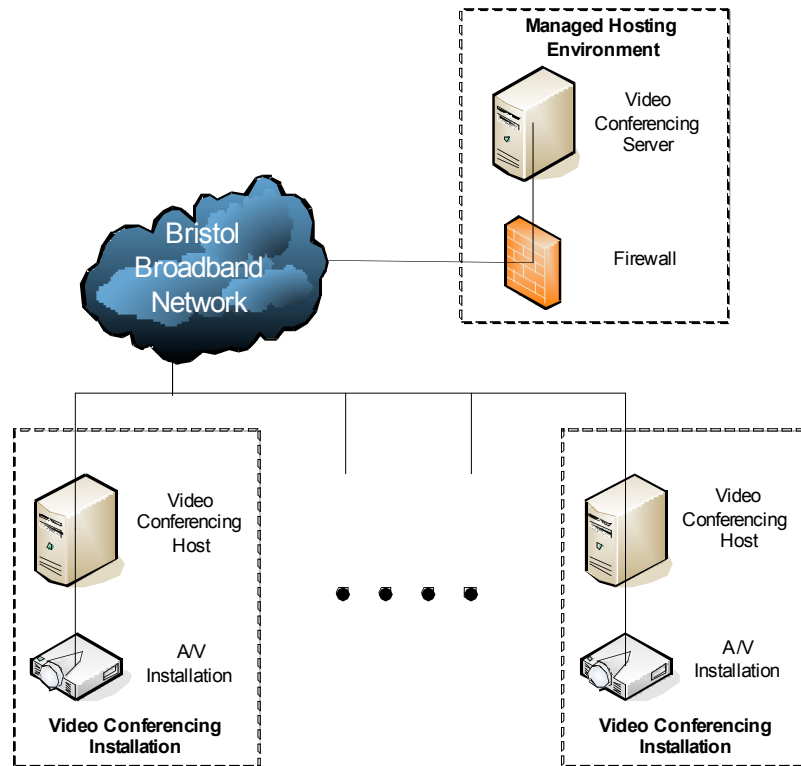 Managed Hosting
Environment
Video
Conferencing
Server
Firewall
Bristol
Broadband
Network
Video
Conferencing
Host
A/V
Installation
Video Conferencing
Installation
Video
Conferencing
Host
A/V
Installation
Video Conferencing
Installation